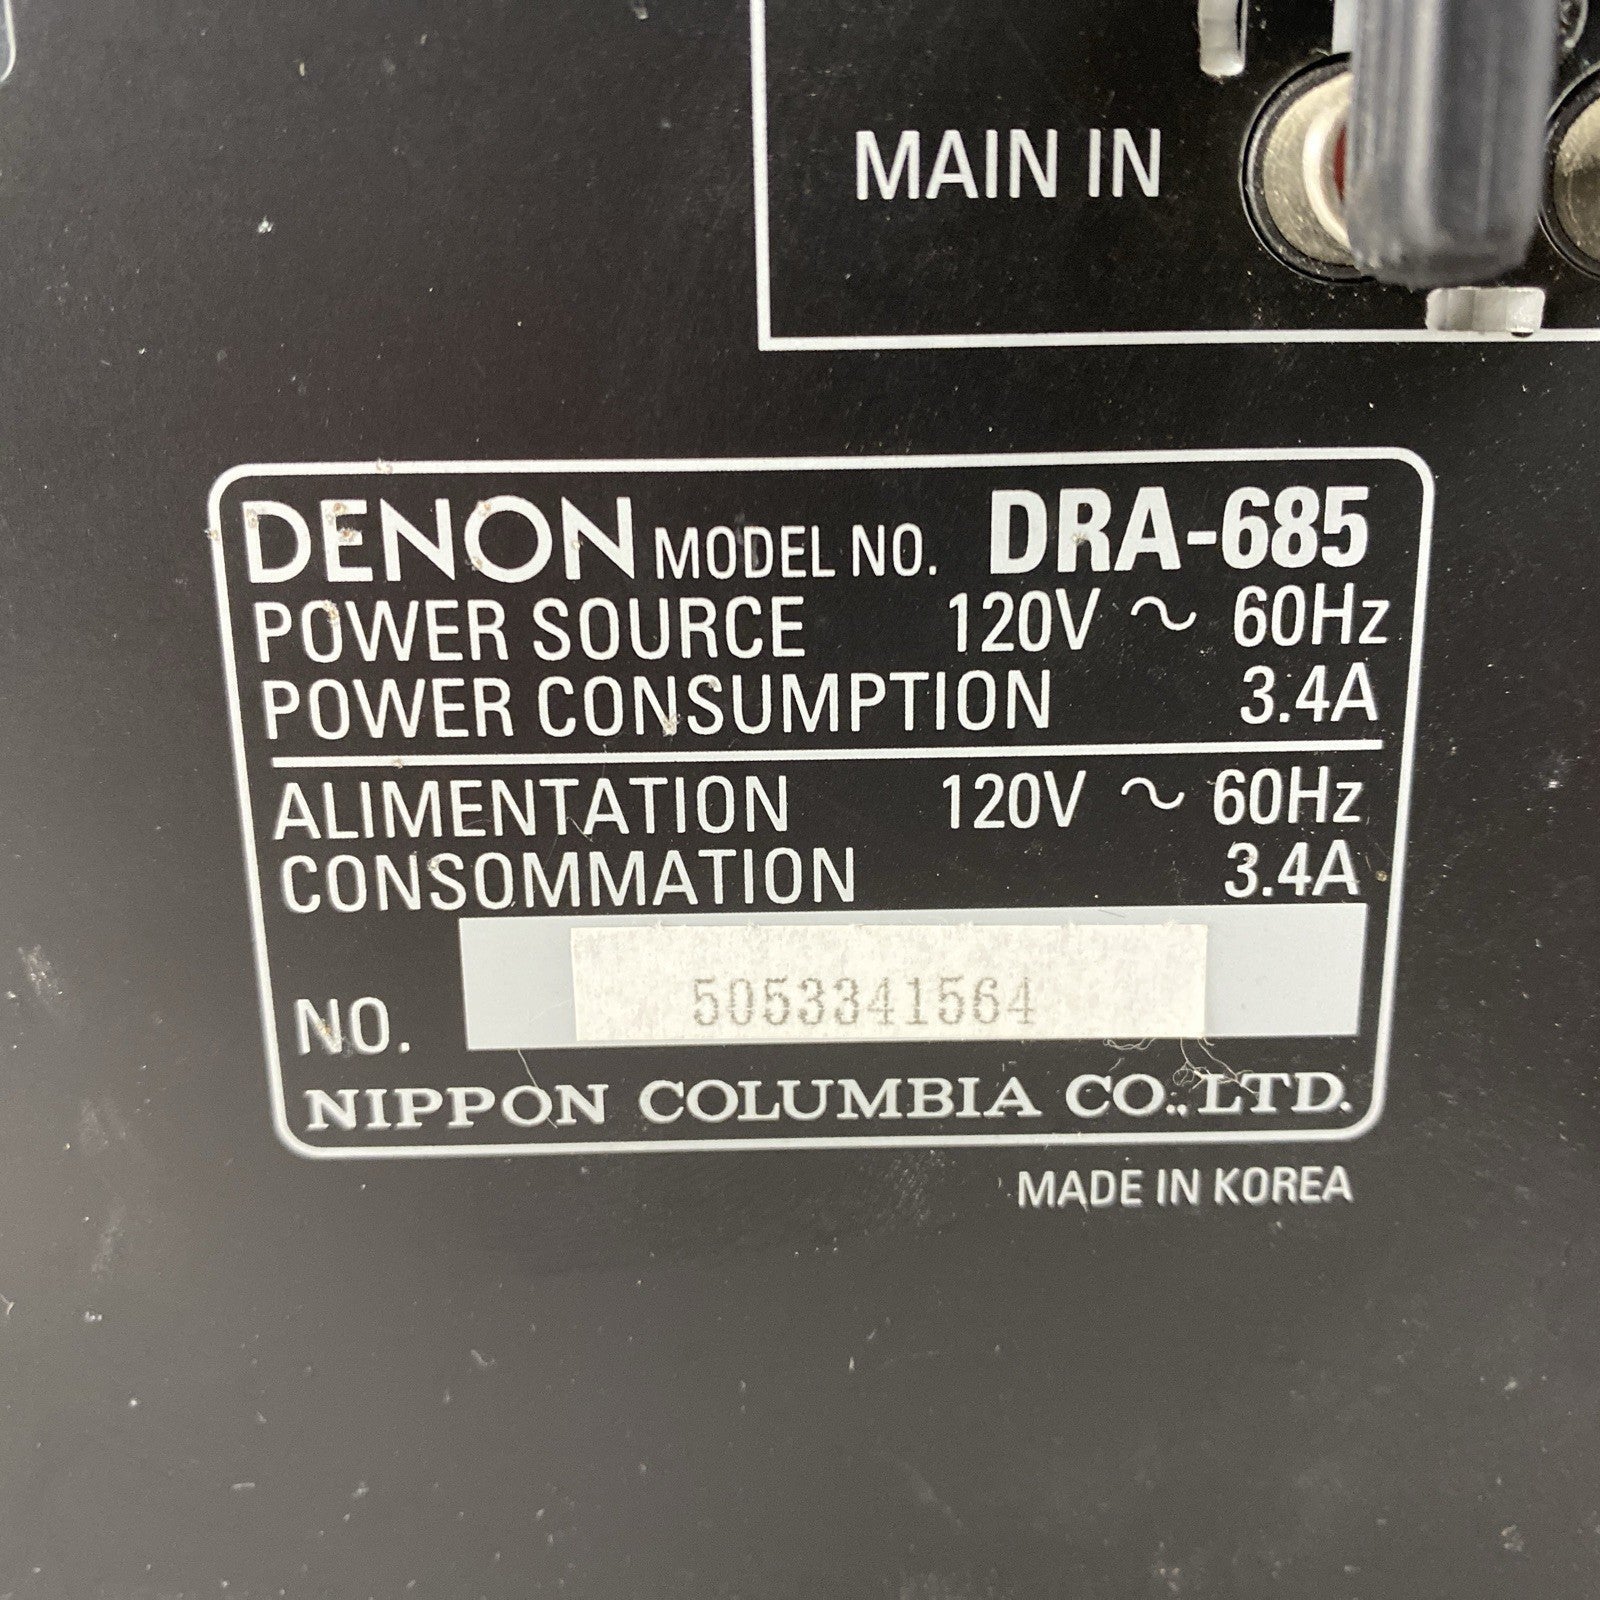 MAIN IN
DENON MODEL NO. DRA-685
POWER SOURCE 120V ~ 60Hz
POWER CONSUMPTION 3.4A
ALIMENTATION 120V ~ 60Hz
CONSOMMATION 3.4A
NO. 5053341564
NIPPON COLUMBIA CO., LTD.
MADE IN KOREA